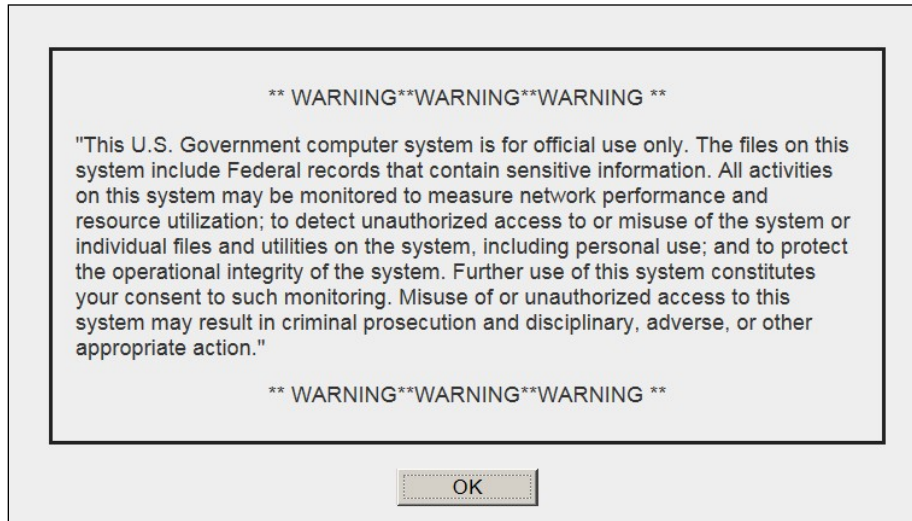 ** WARNING**WARNING**WARNING **
"This U.S. Government computer system is for official use only. The files on this
system include Federal records that contain sensitive information. All activities
on this system may be monitored to measure network performance and
resource utilization; to detect unauthorized access to or misuse of the system or
individual files and utilities on the system, including personal use; and to protect
the operational integrity of the system. Further use of this system constitutes
your consent to such monitoring. Misuse of or unauthorized access to this
system may result in criminal prosecution and disciplinary, adverse, or other
appropriate action."
** WARNING**WARNING**WARNING **
OK